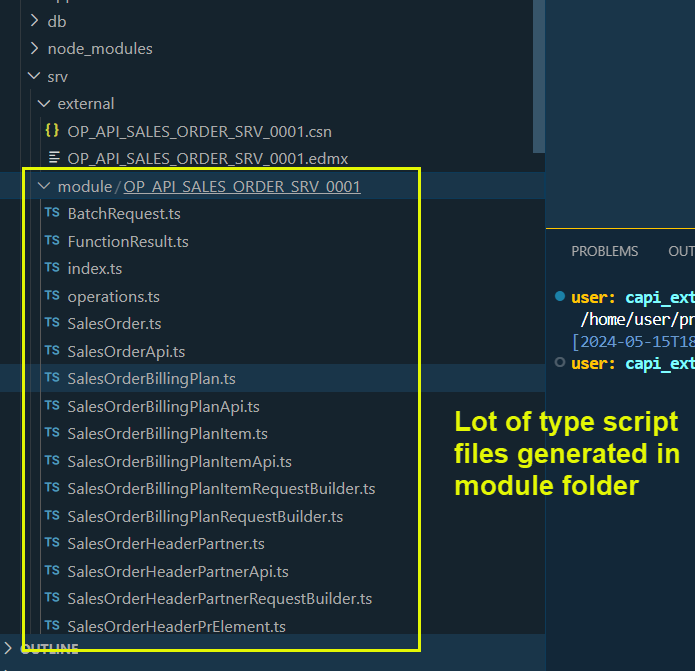 db
node_modules
srv
external
{} OP_API_SALES_ORDER_SRV_0001.csn
OP_API_SALES_ORDER_SRV_0001.edmx
module/OP_API_SALES_ORDER_SRV_0001
TS BatchRequest.ts
TS FunctionResult.ts
TS index.ts
TS operations.ts
TS SalesOrder.ts
TS SalesOrderApi.ts
TS SalesOrderBillingPlan.ts
TS SalesOrderBillingPlanApi.ts
TS SalesOrderBillingPlanItem.ts
TS SalesOrderBillingPlanItemApi.ts
TS SalesOrderBillingPlanItemRequestBuilder.ts
TS SalesOrderBillingPlanRequestBuilder.ts
TS SalesOrderHeaderPartner.ts
TS SalesOrderHeaderPartnerApi.ts
TS SalesOrderHeaderPartnerRequestBuilder.ts
TS SalesOrderHeaderPrElement.ts
OUTLINE
PROBLEMS OUT
user: capi_ext
/home/user/pr
[2024-05-15T18
user: capi_ext
Lot of type script
files generated in
module folder